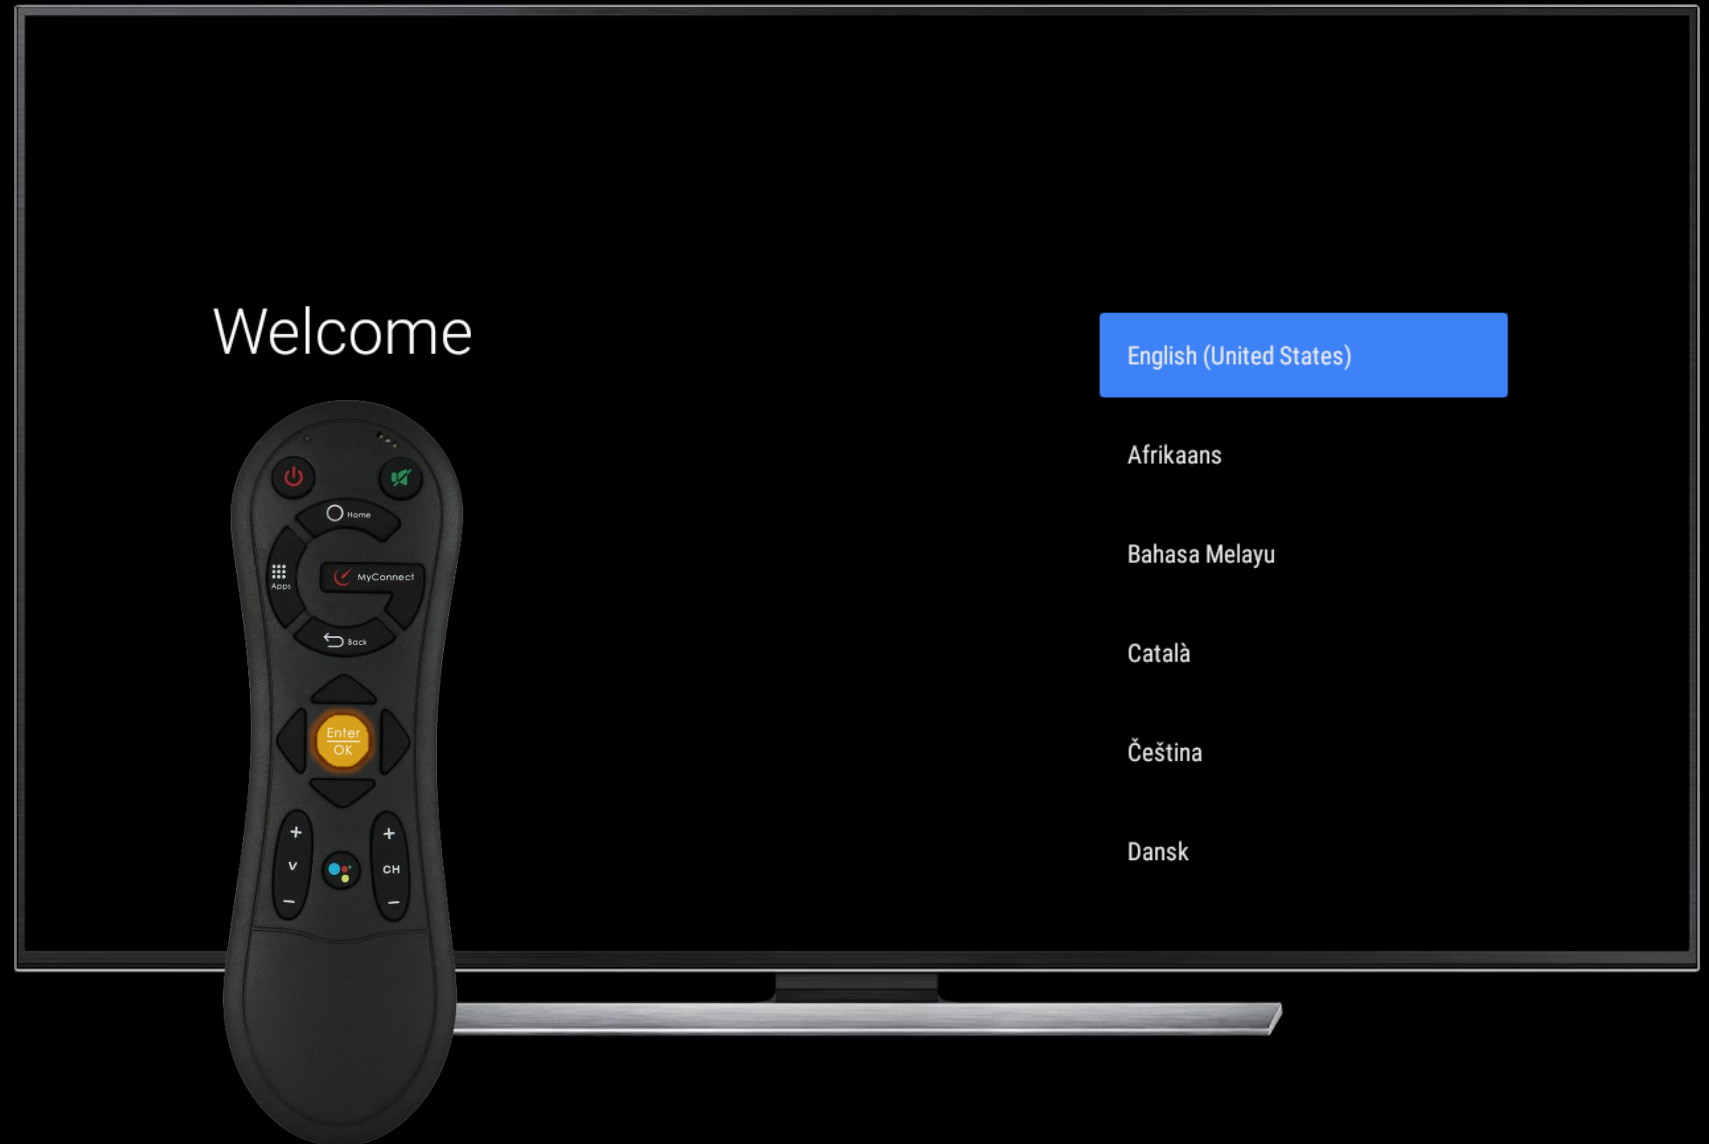 Welcome
English (United States)
Afrikaans
Bahasa Melayu
Català
Čeština
Dansk
Home
Apps
MyConnect
Back
Enter
OK
+
+
V
CH
−
−